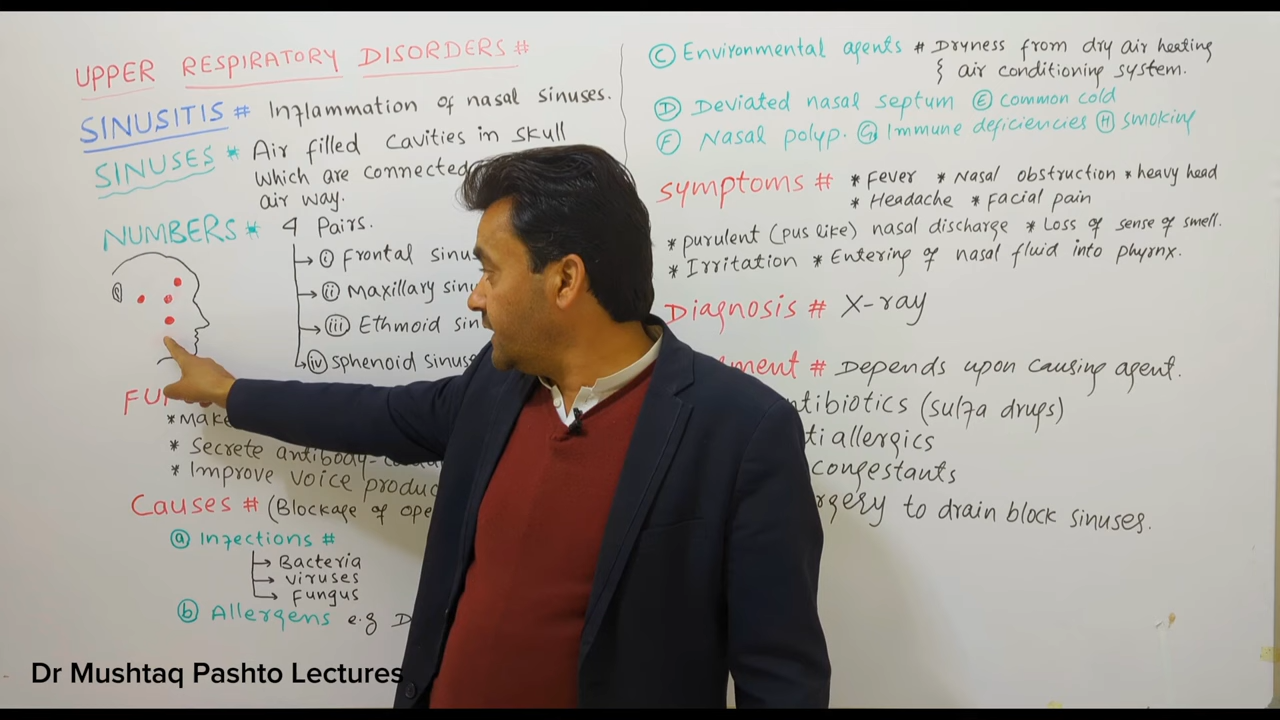 UPPER RESPIRATORY DISORDERS #
SINUSITIS # Inflammation of nasal sinuses.
SINUSES * Air filled cavities in skull
which are connected
air way.
NUMBERS * 4 Pairs.
(i) Frontal sinus
(ii) Maxillary sinu
(iii) Ethmoid sin
(iv) sphenoid sinuse
FU
* Make
* Secrete antibody-
* Improve voice produc
Causes # (Blockage of ope
(a) Infections #
Bacteria
viruses
Fungus
(b) Allergens e.g D
(C) Environmental agents # Dryness from dry air heating
& air conditioning system.
(D) Deviated nasal septum (E) common cold
(F) Nasal polyp. (G) Immune deficiencies (H) smoking
symptoms # * Fever * Nasal obstruction * heavy head
* Headache * Facial pain
* purulent (pus like) nasal discharge * Loss of sense of smell.
* Irritation * Entering of nasal fluid into phyrnx.
Diagnosis # X-ray
ment # Depends upon causing agent.
ntibiotics (sulfa drugs)
ti allergics
congestants
rgery to drain block sinuses.
Dr Mushtaq Pashto Lectures